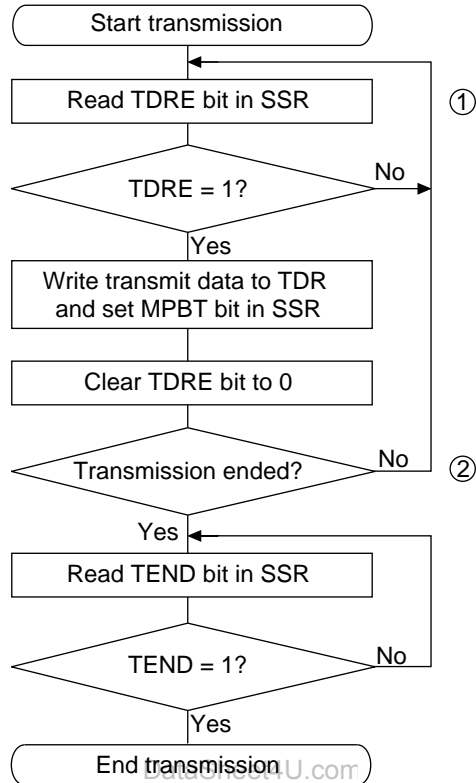 Start transmission
Read TDRE bit in SSR
①
TDRE = 1?
No
Yes
Write transmit data to TDR
and set MPBT bit in SSR
Clear TDRE bit to 0
Transmission ended?
No
②
Yes
Read TEND bit in SSR
TEND = 1?
No
Yes
End transmission
DataSheet4U.com